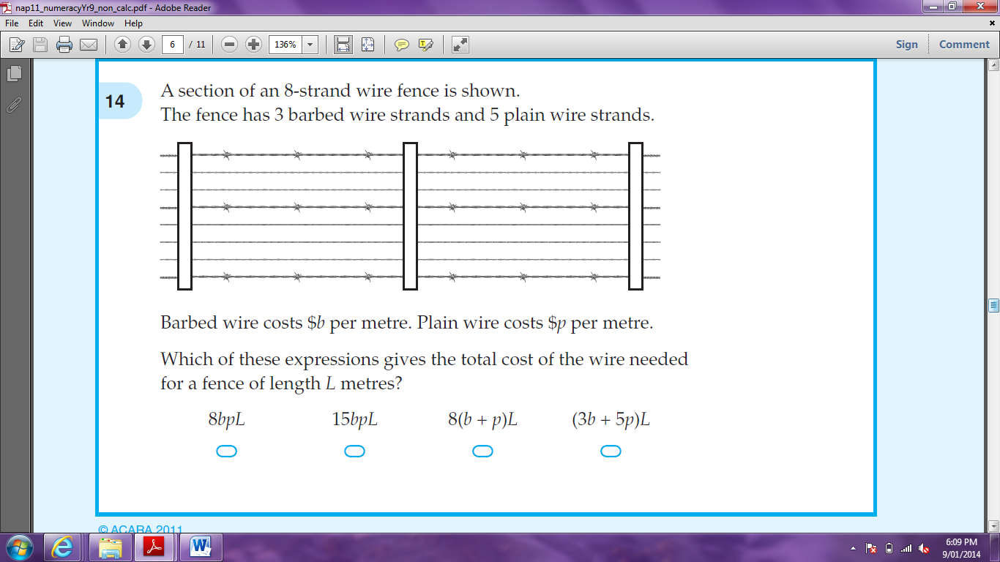 nap11_numeracyYr9_non_calc.pdf - Adobe Reader
File Edit View Window Help
6 / 11 136% Sign Comment
14
A section of an 8-strand wire fence is shown.
The fence has 3 barbed wire strands and 5 plain wire strands.
Barbed wire costs $b per metre. Plain wire costs $p per metre.
Which of these expressions gives the total cost of the wire needed
for a fence of length L metres?
8bpL 15bpL 8(b + p)L (3b + 5p)L
© ACARA 2011
6:09 PM
9/01/2014